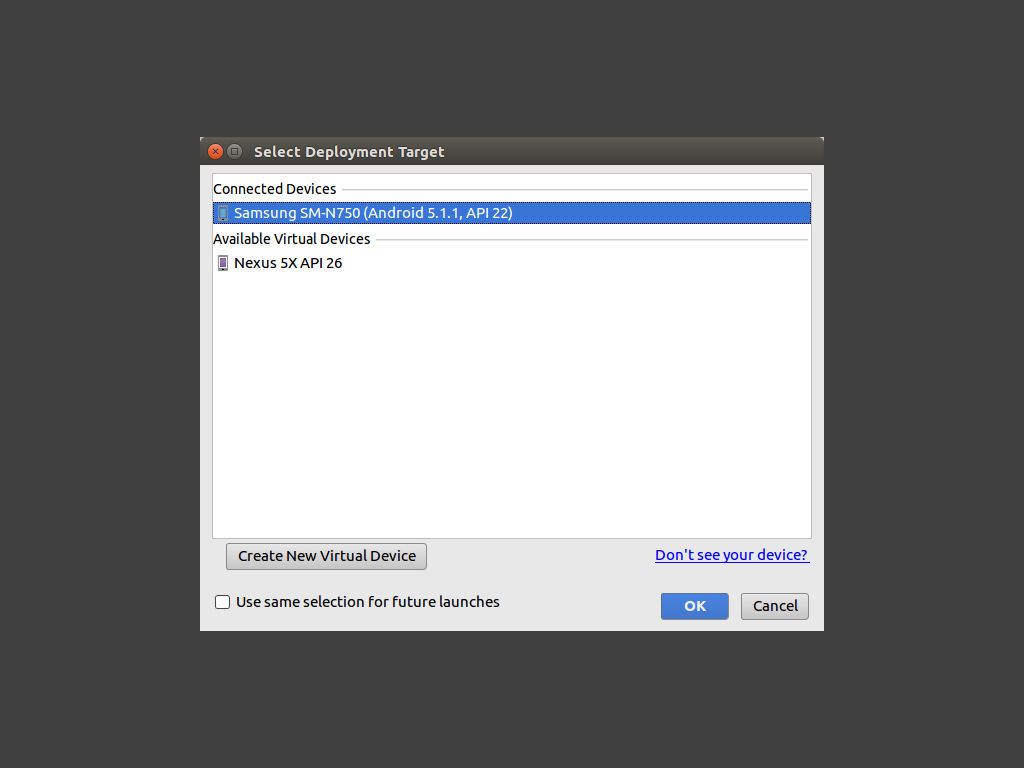 Select Deployment Target
Connected Devices
Samsung SM-N750 (Android 5.1.1, API 22)
Available Virtual Devices
Nexus 5X API 26
Create New Virtual Device
Don't see your device?
Use same selection for future launches
OK
Cancel